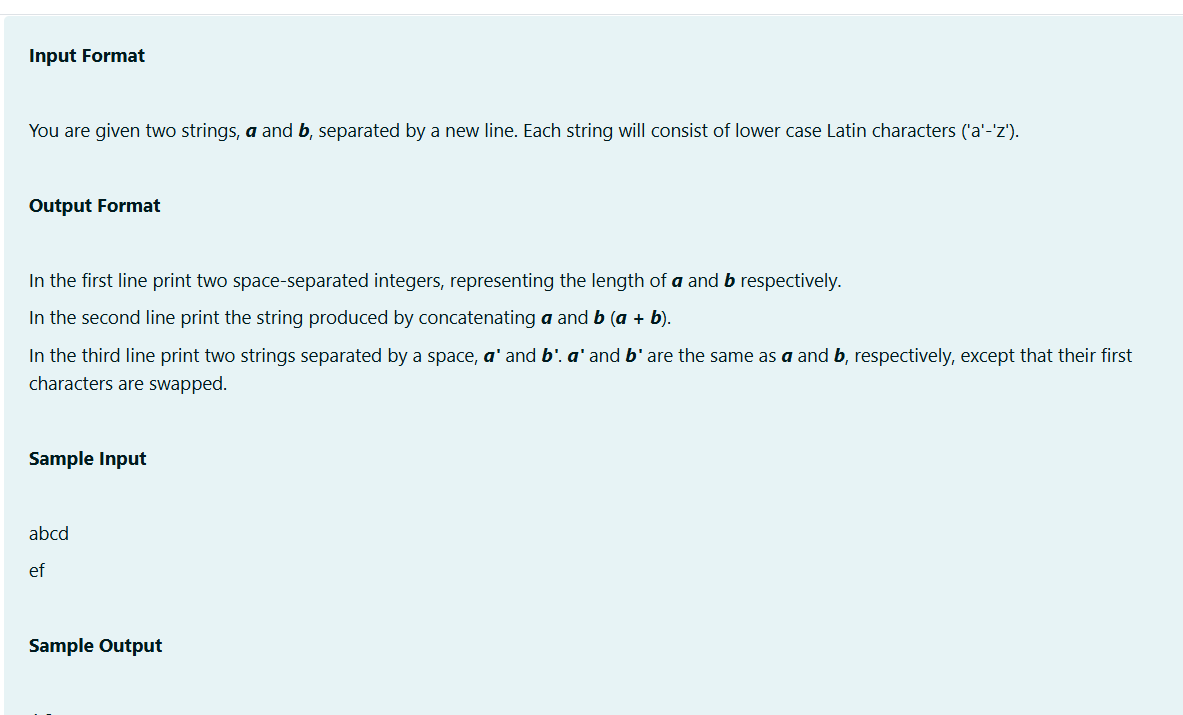 Input Format
You are given two strings, a and b, separated by a new line. Each string will consist of lower case Latin characters ('a'-'z').
Output Format
In the first line print two space-separated integers, representing the length of a and b respectively.
In the second line print the string produced by concatenating a and b (a + b).
In the third line print two strings separated by a space, a' and b'. a' and b' are the same as a and b, respectively, except that their first
characters are swapped.
Sample Input
abcd
ef
Sample Output